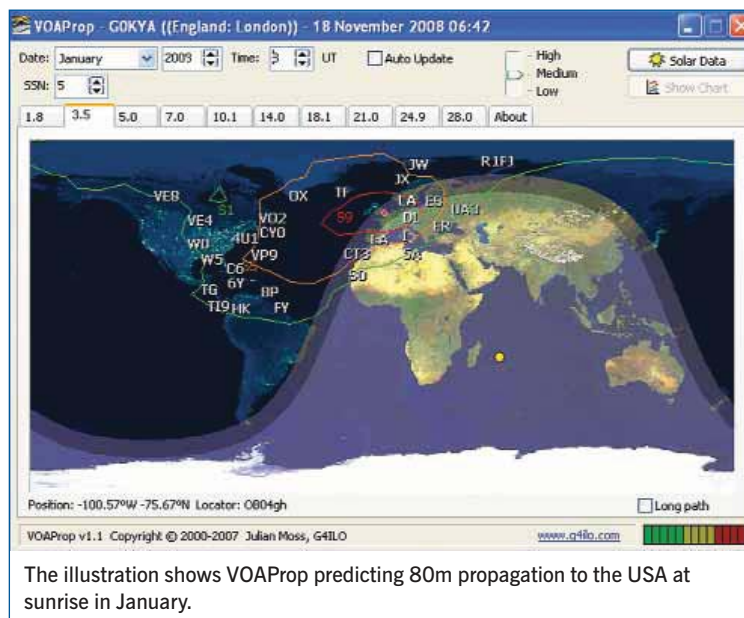 VOAProp - G0KYA ((England: London)) - 18 November 2008 06:42
Date: January 2009 Time: UT Auto Update High
Medium
Low
Solar Data
SSN: 5 Show Chart
1.8 3.5 5.0 7.0 10.1 14.0 18.1 21.0 24.9 28.0 About
JW R1FJ
JX
VE8 OX TF
S1 LA ES
VE4 VO2 S9 DL UA3
W0 4U1 CY0 EA I ER
W5 VP9 CT3 5A
C6 S0
6Y
TG 8P
TI9 HK FY
Position: -100.57°W -75.67N Locator: OB04gh Long path
VOAProp v1.1 Copyright © 2000-2007 Julian Moss, G4ILO www.g4ilo.com
The illustration shows VOAProp predicting 80m propagation to the USA at
sunrise in January.